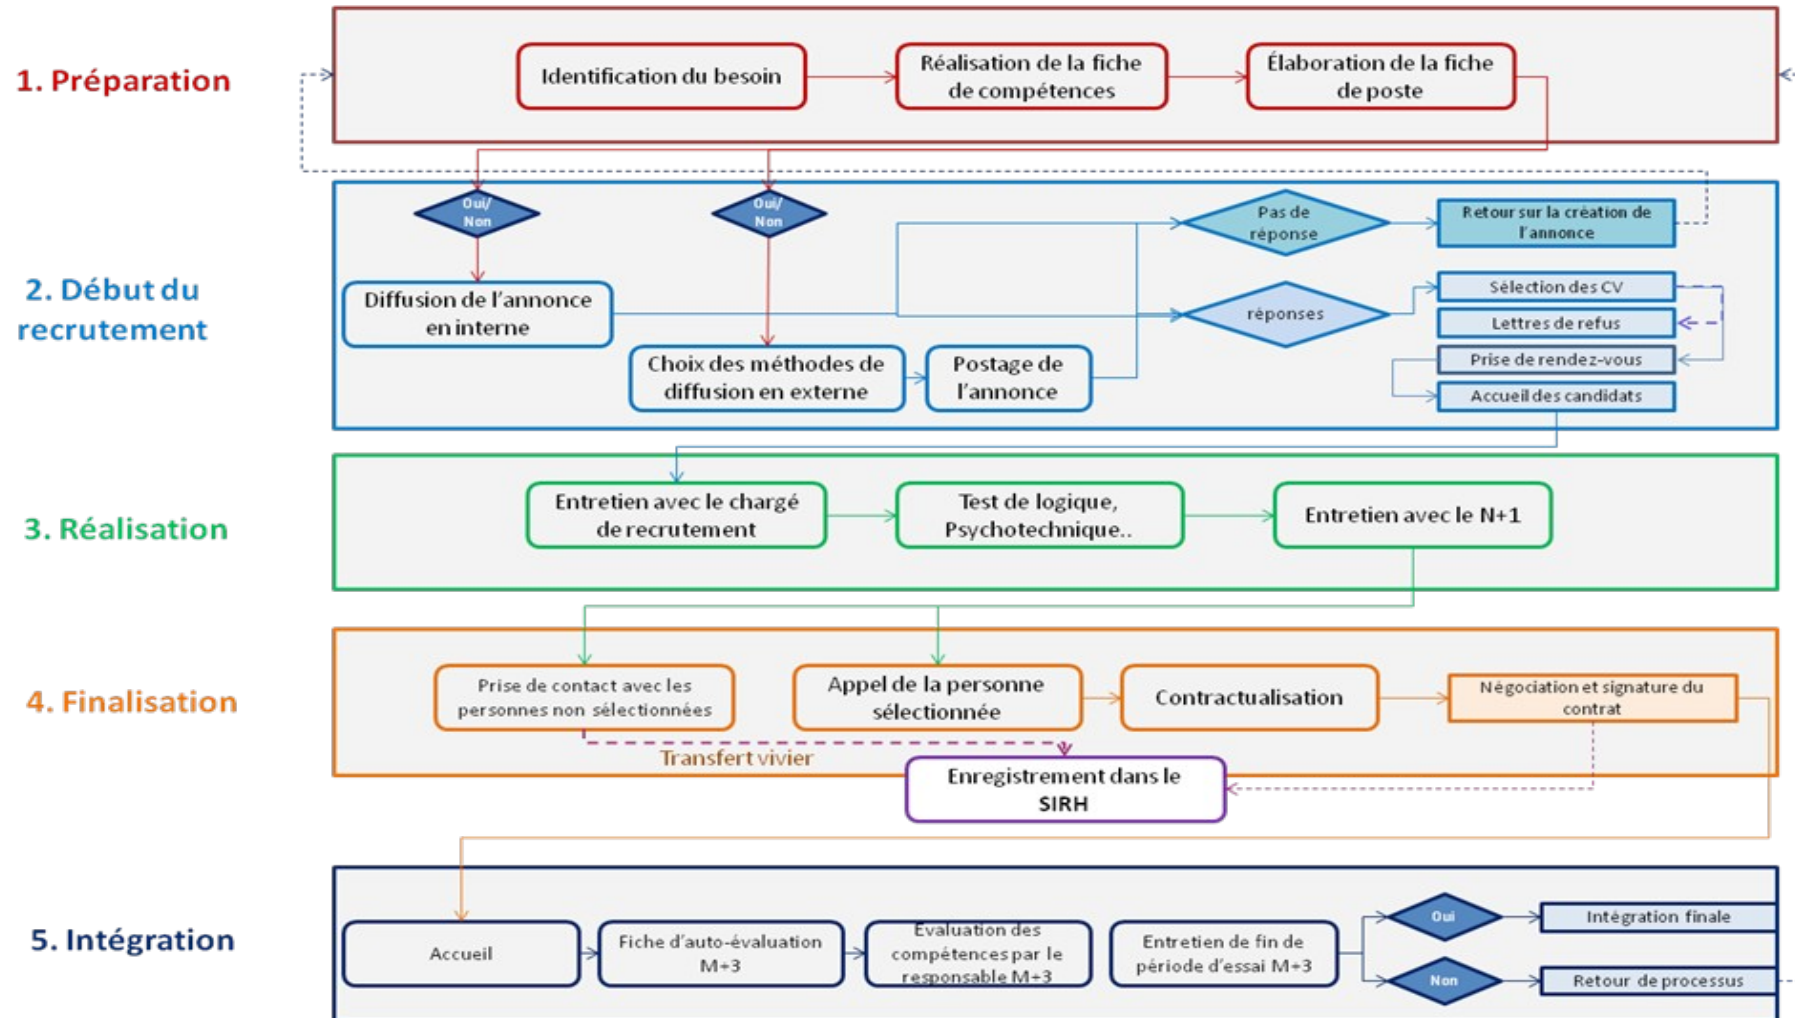 1. Préparation
Identification du besoin
Réalisation de la fiche
de compétences
Élaboration de la fiche
de poste
2. Début du
recrutement
Oui/
Non
Oui/
Non
Pas de
réponse
Retour sur la création de
l'annonce
Diffusion de l'annonce
en interne
réponses
Sélection des CV
Lettres de refus
Choix des méthodes de
diffusion en externe
Postage de
l'annonce
Prise de rendez-vous
Accueil des candidats
3. Réalisation
Entretien avec le chargé
de recrutement
Test de logique,
Psychotechnique..
Entretien avec le N+1
4. Finalisation
Prise de contact avec les
personnes non sélectionnées
Appel de la personne
sélectionnée
Contractualisation
Négociation et signature du
contrat
Transfert vivier
Enregistrement dans le
SIRH
5. Intégration
Accueil
Fiche d'auto-évaluation
M+3
Evaluation des
compétences par le
responsable M+3
Entretien de fin de
période d'essai M+3
Oui
Intégration finale
Non
Retour de processus